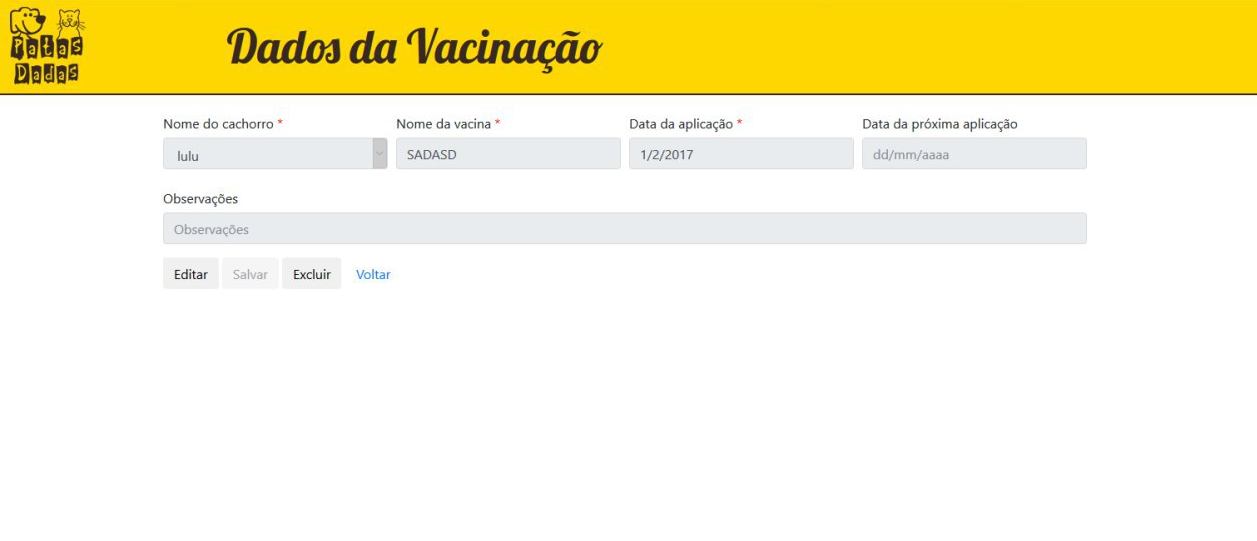 Patas
Dadas
Dados da Vacinação
Nome do cachorro * Nome da vacina * Data da aplicação * Data da próxima aplicação
lulu SADASD 1/2/2017 dd/mm/aaaa
Observações
Observações
Editar Salvar Excluir Voltar